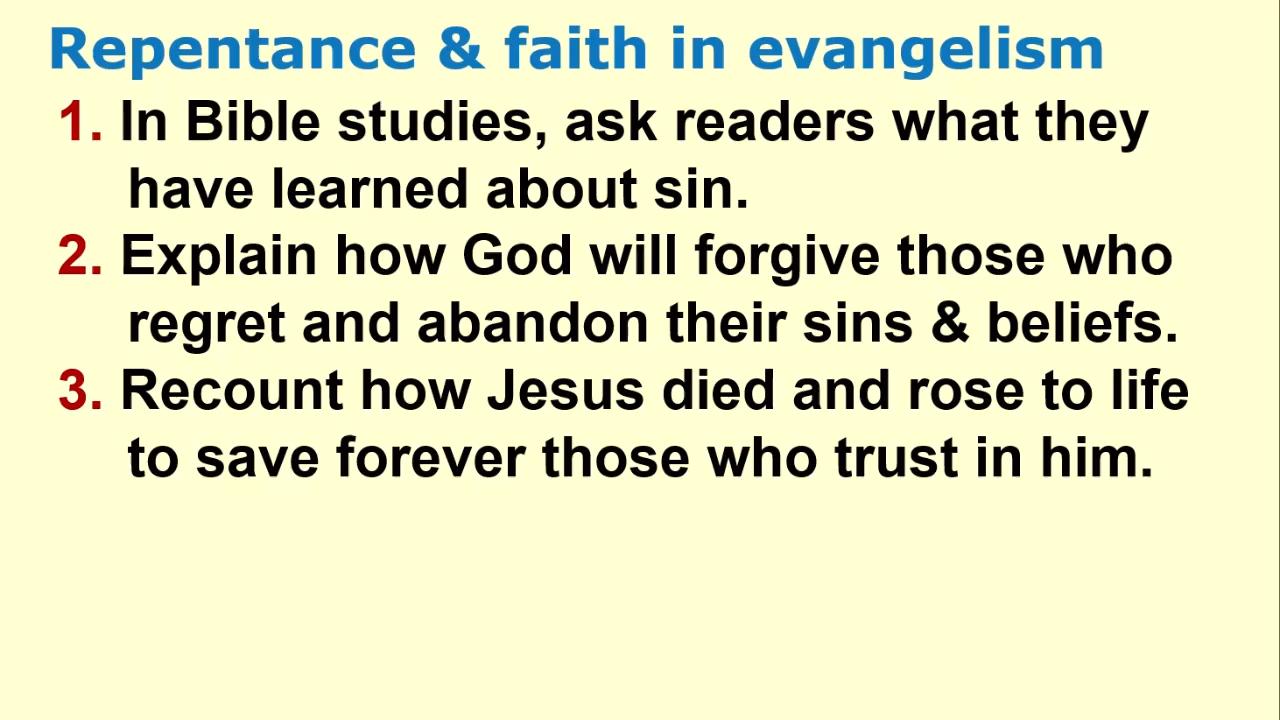 Repentance & faith in evangelism
1. In Bible studies, ask readers what they
have learned about sin.
2. Explain how God will forgive those who
regret and abandon their sins & beliefs.
3. Recount how Jesus died and rose to life
to save forever those who trust in him.